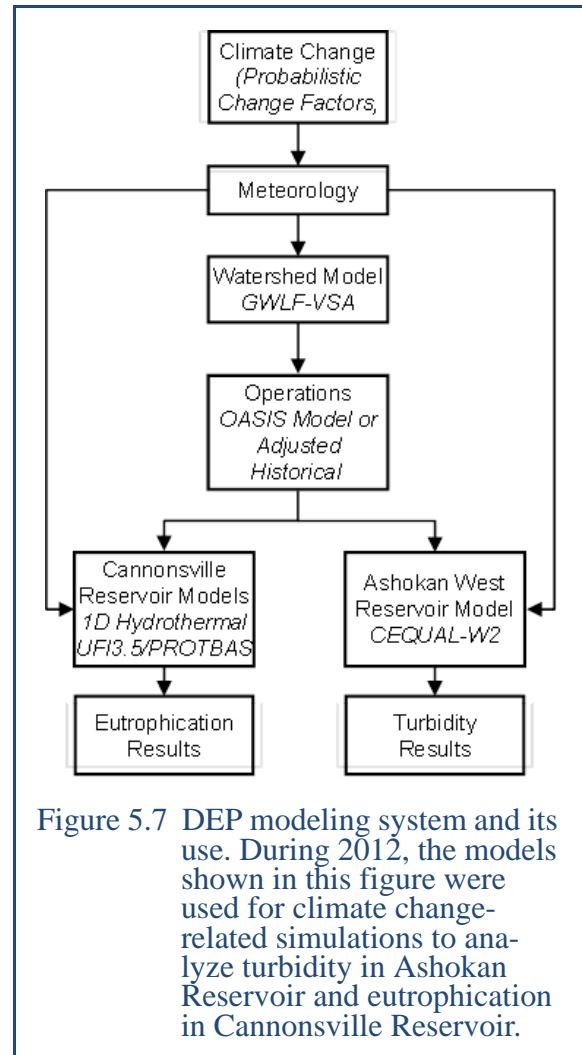 Climate Change
(Probabilistic
Change Factors,
Meteorology
Watershed Model
GWLF-VSA
Operations
OASIS Model or
Adjusted
Historical
Cannonsville
Reservoir Models
1D Hydrothermal
UFI3.5/PROTBAS
Ashokan West
Reservoir Model
CEQUAL-W2
Eutrophication
Results
Turbidity
Results
Figure 5.7 DEP modeling system and its
use. During 2012, the models
shown in this figure were
used for climate change-
related simulations to ana-
lyze turbidity in Ashokan
Reservoir and eutrophication
in Cannonsville Reservoir.